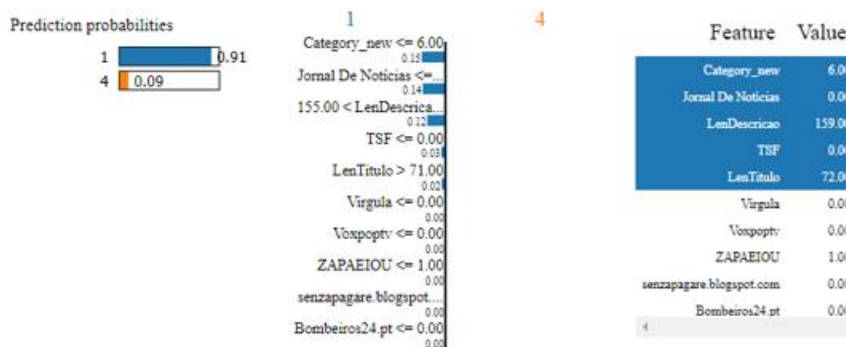 Prediction probabilities
1 0.91
4 0.09
1 4
Category_new <= 6.00
0.15
Jornal De Noticias <=...
0.14
155.00 < LenDescrica...
0.12
TSF <= 0.00
0.03
LenTitulo > 71.00
0.02
Virgula <= 0.00
0.00
Voxpoptv <= 0.00
0.00
ZAPAEIOU <= 1.00
0.00
senzapagare.blogspot....
0.00
Bombeiros24.pt <= 0.00
0.00
Feature Value
Category_new 6.00
Jornal De Noticias 0.00
LenDescricao 159.00
TSF 0.00
LenTitulo 72.00
Virgula 0.00
Voxpoptv 0.00
ZAPAEIOU 1.00
senzapagare.blogspot.com 0.00
Bombeiros24.pt 0.00